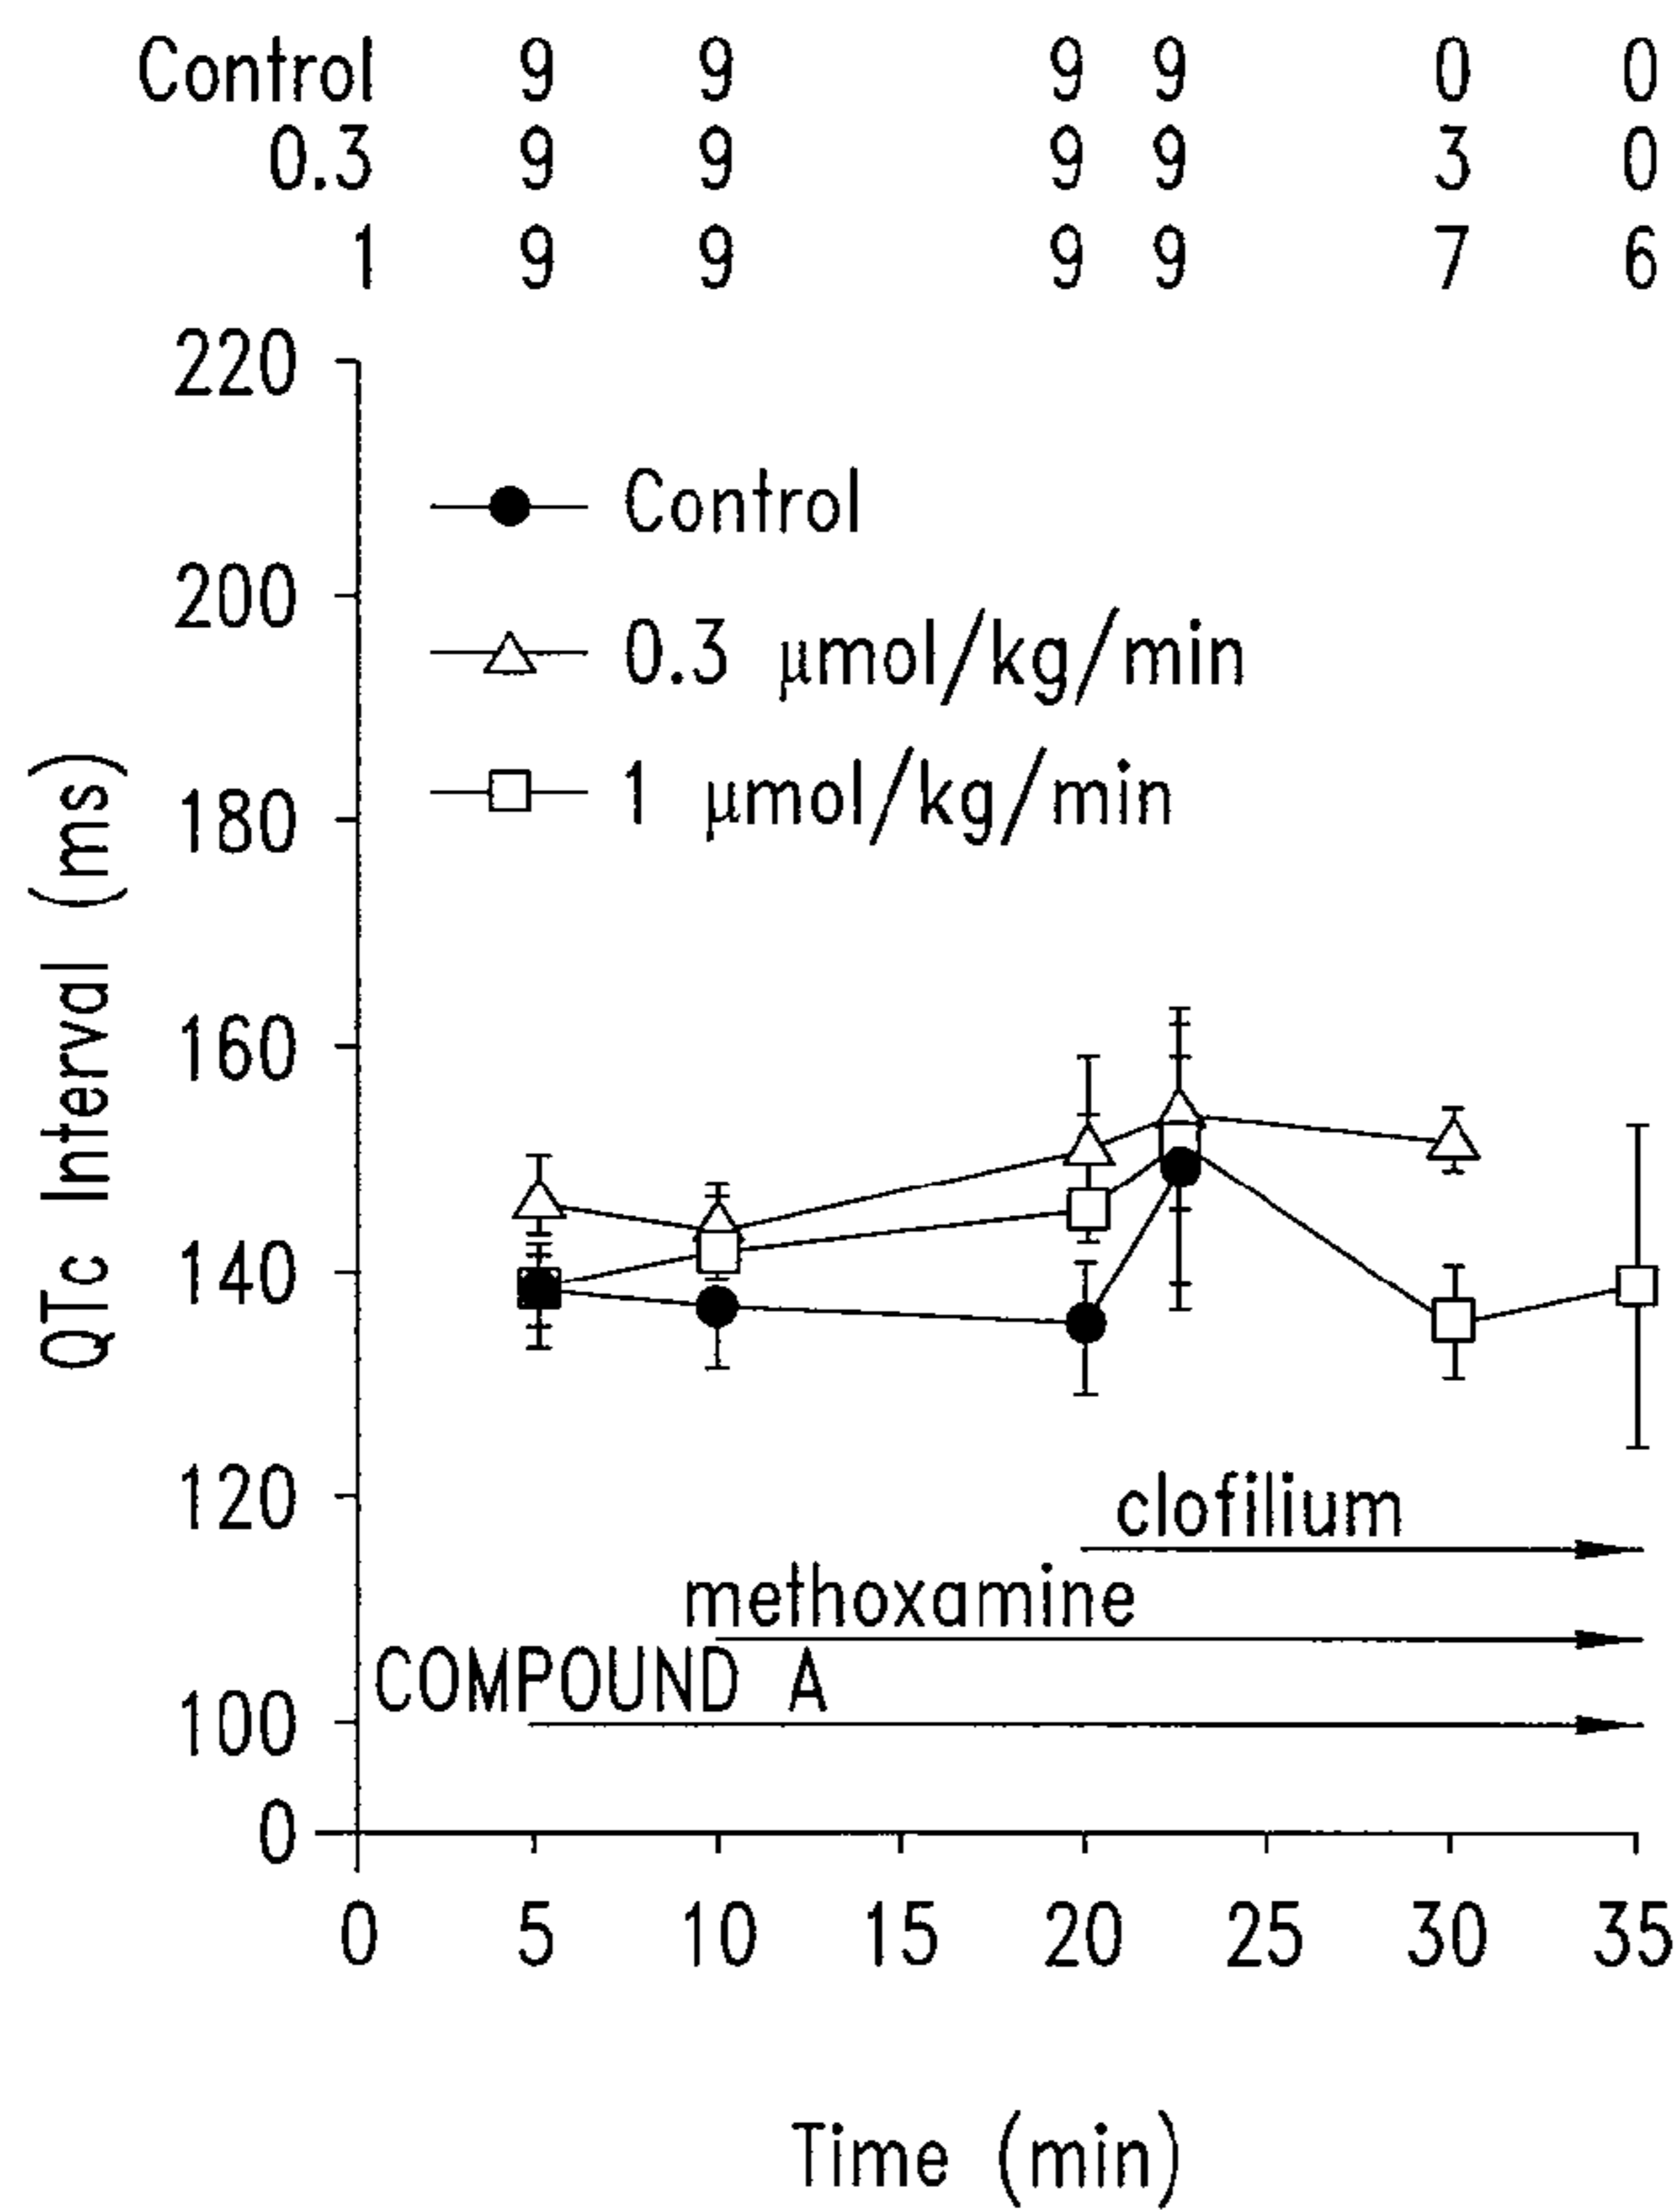 Control 9 9 9 9 0 0
0.3 9 9 9 9 3 0
1 9 9 9 9 7 6
220
Control
200
0.3 μmol/kg/min
180
1 μmol/kg/min
QTc Interval (ms)
160
140
120
clofilium
methoxamine
COMPOUND A
100
0
0 5 10 15 20 25 30 35
Time (min)